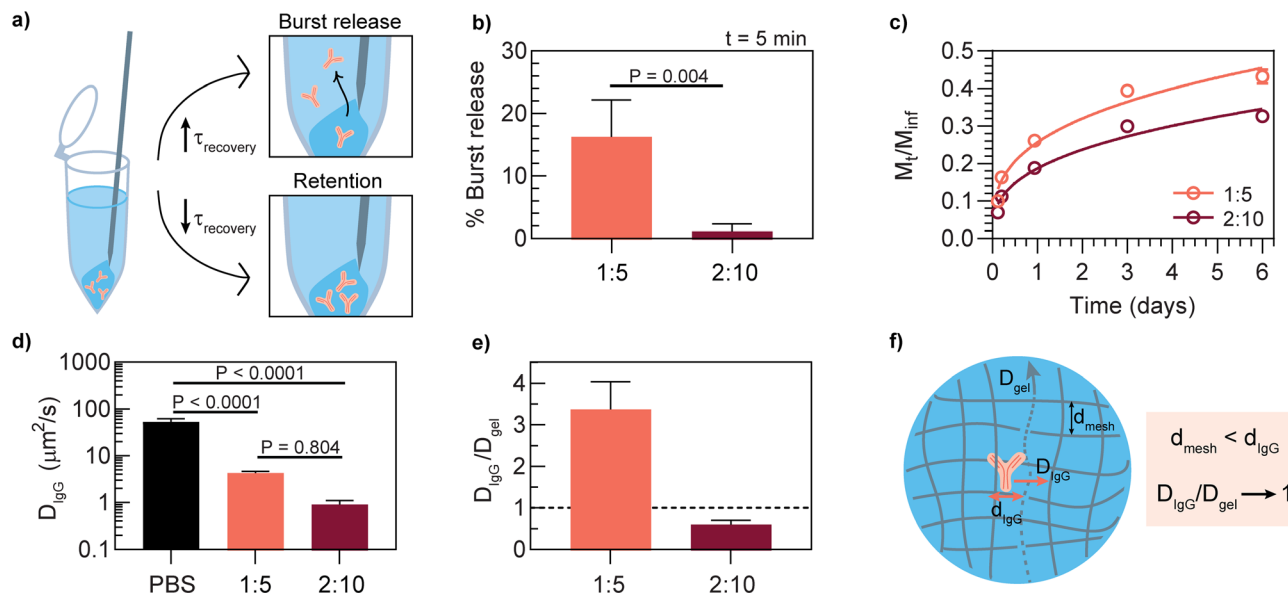 a)
Burst release
↑ τrecovery
Retention
↓ τrecovery
b)
t = 5 min
P = 0.004
% Burst release
30
20
10
0
1:5
2:10
c)
Mt/Minf
0.5
0.4
0.3
0.2
0.1
0.0
1:5
2:10
0 1 2 3 4 5 6
Time (days)
d)
DIgG (μm²/s)
1000
100
10
1
0.1
P < 0.0001
P < 0.0001
P = 0.804
PBS 1:5 2:10
e)
DIgG/Dgel
4
3
2
1
0
1:5 2:10
f)
Dgel
dmesh
DIgG
dIgG
dmesh < dIgG
DIgG/Dgel → 1